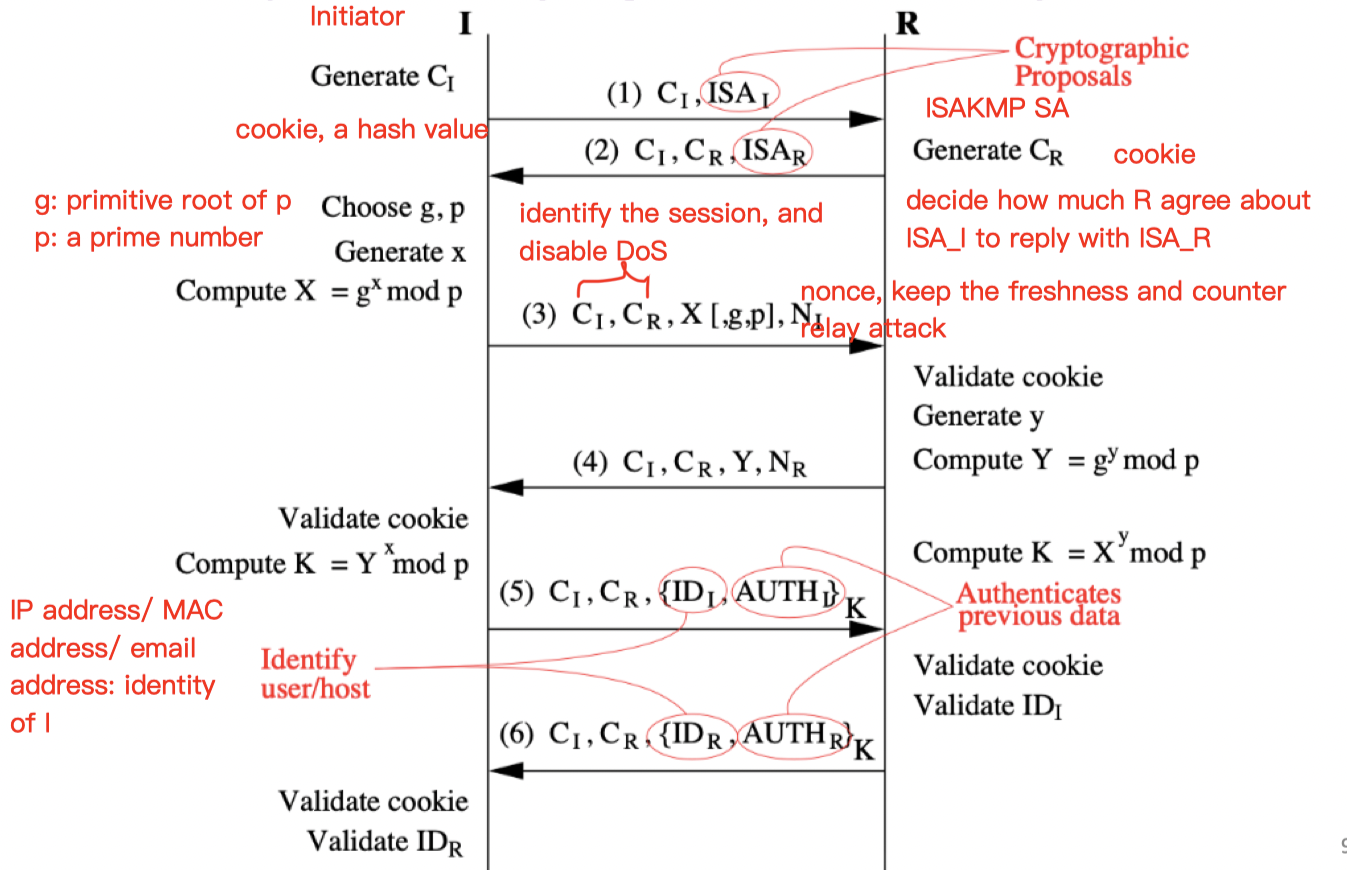 Initiator
I
R
Cryptographic
Proposals
Generate C_I
(1) C_I, ISA_I
ISAKMP SA
cookie, a hash value
(2) C_I, C_R, ISA_R
Generate C_R
cookie
g: primitive root of p
p: a prime number
Choose g, p
Generate x
Compute X = g^x mod p
identify the session, and
disable DoS
decide how much R agree about
ISA_I to reply with ISA_R
(3) C_I, C_R, X [,g,p], N_I
nonce, keep the freshness and counter
relay attack
Validate cookie
Generate y
Compute Y = g^y mod p
(4) C_I, C_R, Y, N_R
Validate cookie
Compute K = Y^x mod p
Compute K = X^y mod p
(5) C_I, C_R, {ID_I, AUTH_I}_K
Authenticates
previous data
IP address/ MAC
address/ email
address: identity
of I
Identify
user/host
Validate cookie
Validate ID_I
(6) C_I, C_R, {ID_R, AUTH_R}_K
Validate cookie
Validate ID_R